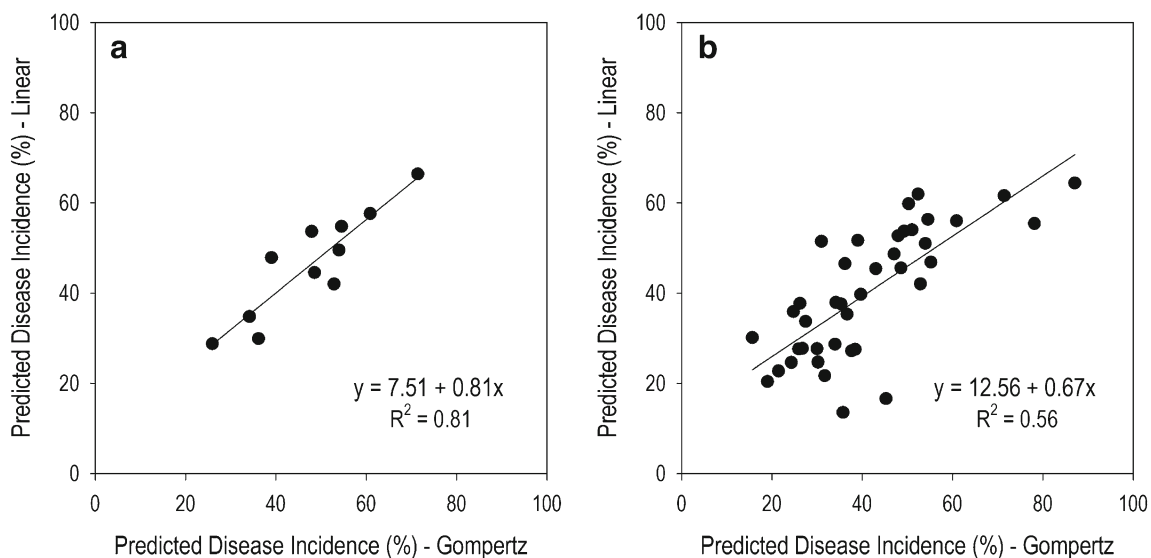 a
Predicted Disease Incidence (%) - Linear
100
80
60
40
20
0
y = 7.51 + 0.81x
R² = 0.81
0 20 40 60 80 100
Predicted Disease Incidence (%) - Gompertz
b
Predicted Disease Incidence (%) - Linear
100
80
60
40
20
0
y = 12.56 + 0.67x
R² = 0.56
0 20 40 60 80 100
Predicted Disease Incidence (%) - Gompertz